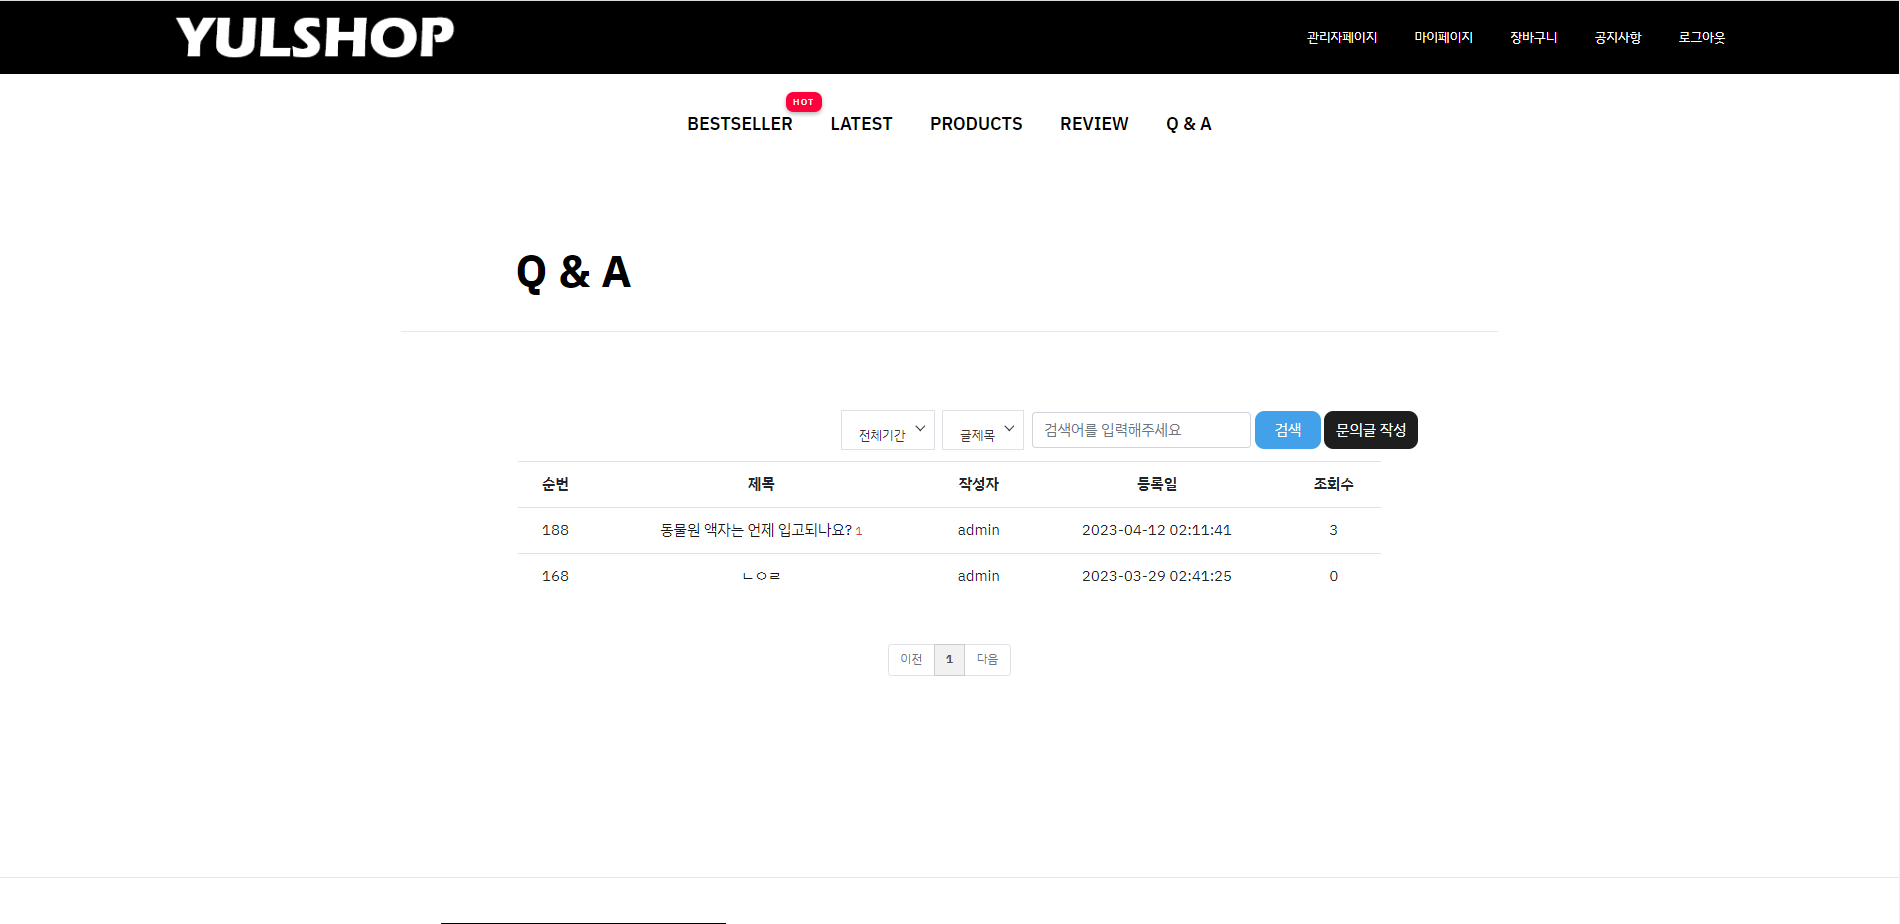 YULSHOP 관리자페이지 마이페이지 장바구니 공지사항 로그아웃
HOT
BESTSELLER LATEST PRODUCTS REVIEW Q & A
Q & A
전체기간 글제목 검색어를 입력해주세요 검색 문의글 작성
순번 제목 작성자 등록일 조회수
188 동물원 액자는 언제 입고되나요? 1 admin 2023-04-12 02:11:41 3
168 ㄴㅇㄹ admin 2023-03-29 02:41:25 0
이전 1 다음